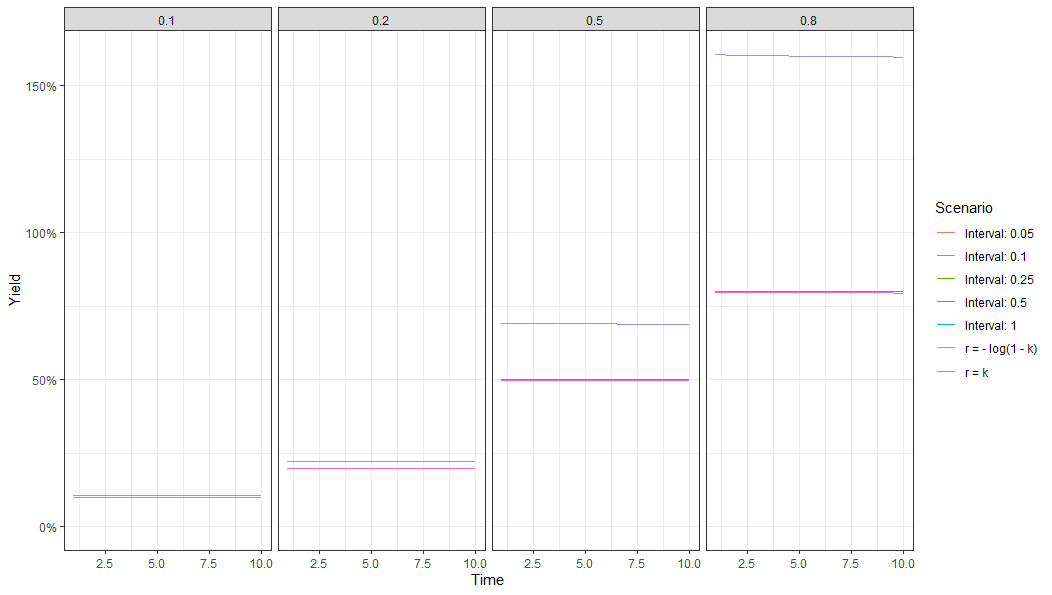 0.1
0.2
0.5
0.8
150%
100%
50%
0%
Yield
2.5 5.0 7.5 10.0
2.5 5.0 7.5 10.0
2.5 5.0 7.5 10.0
2.5 5.0 7.5 10.0
Time
Scenario
Interval: 0.05
Interval: 0.1
Interval: 0.25
Interval: 0.5
Interval: 1
r = - log(1 - k)
r = k